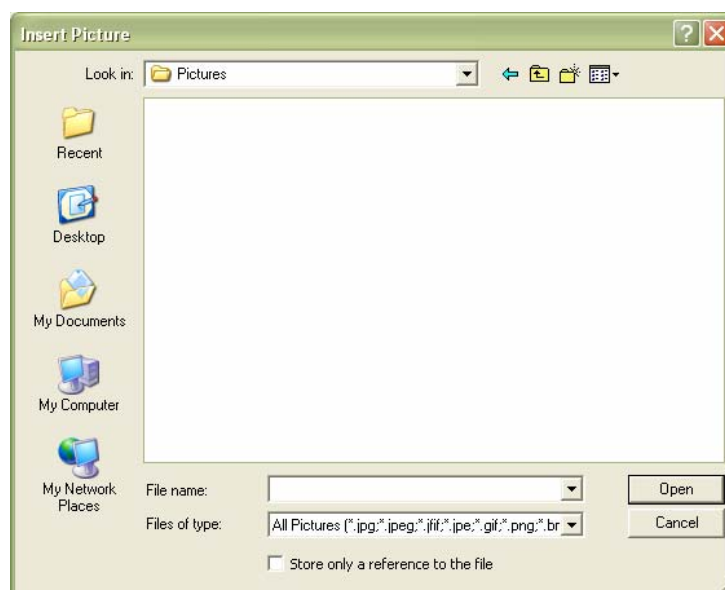 Insert Picture
Look in:
Pictures
Recent
Desktop
My Documents
My Computer
My Network
Places
File name:
Open
Files of type:
All Pictures (*.jpg;*.jpeg;*.jfif;*.jpe;*.gif;*.png;*.br
Cancel
Store only a reference to the file